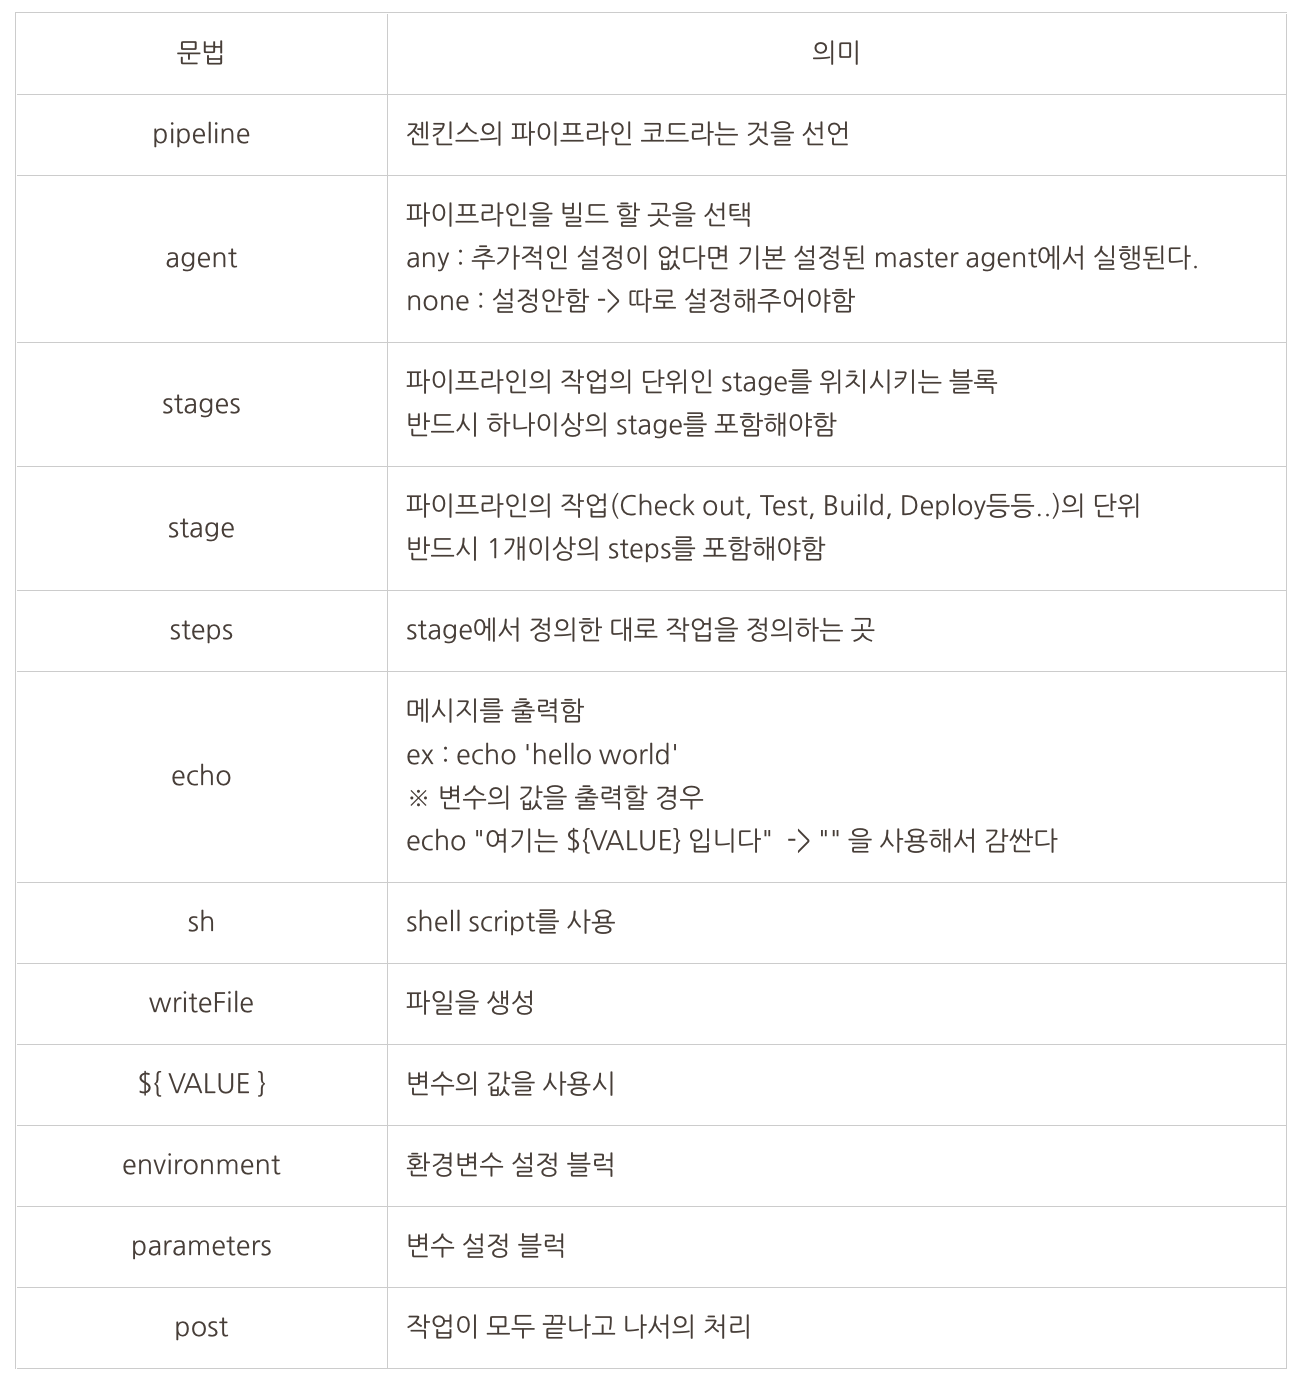 문법
의미
pipeline
젠킨스의 파이프라인 코드라는 것을 선언
agent
파이프라인을 빌드 할 곳을 선택
any : 추가적인 설정이 없다면 기본 설정된 master agent에서 실행된다.
none : 설정안함 -> 따로 설정해주어야함
stages
파이프라인의 작업의 단위인 stage를 위치시키는 블록
반드시 하나이상의 stage를 포함해야함
stage
파이프라인의 작업(Check out, Test, Build, Deploy등등..)의 단위
반드시 1개이상의 steps를 포함해야함
steps
stage에서 정의한 대로 작업을 정의하는 곳
echo
메시지를 출력함
ex : echo 'hello world'
※ 변수의 값을 출력할 경우
echo "여기는 ${VALUE} 입니다"  -> "" 을 사용해서 감싼다
sh
shell script를 사용
writeFile
파일을 생성
${ VALUE }
변수의 값을 사용시
environment
환경변수 설정 블럭
parameters
변수 설정 블럭
post
작업이 모두 끝나고 나서의 처리